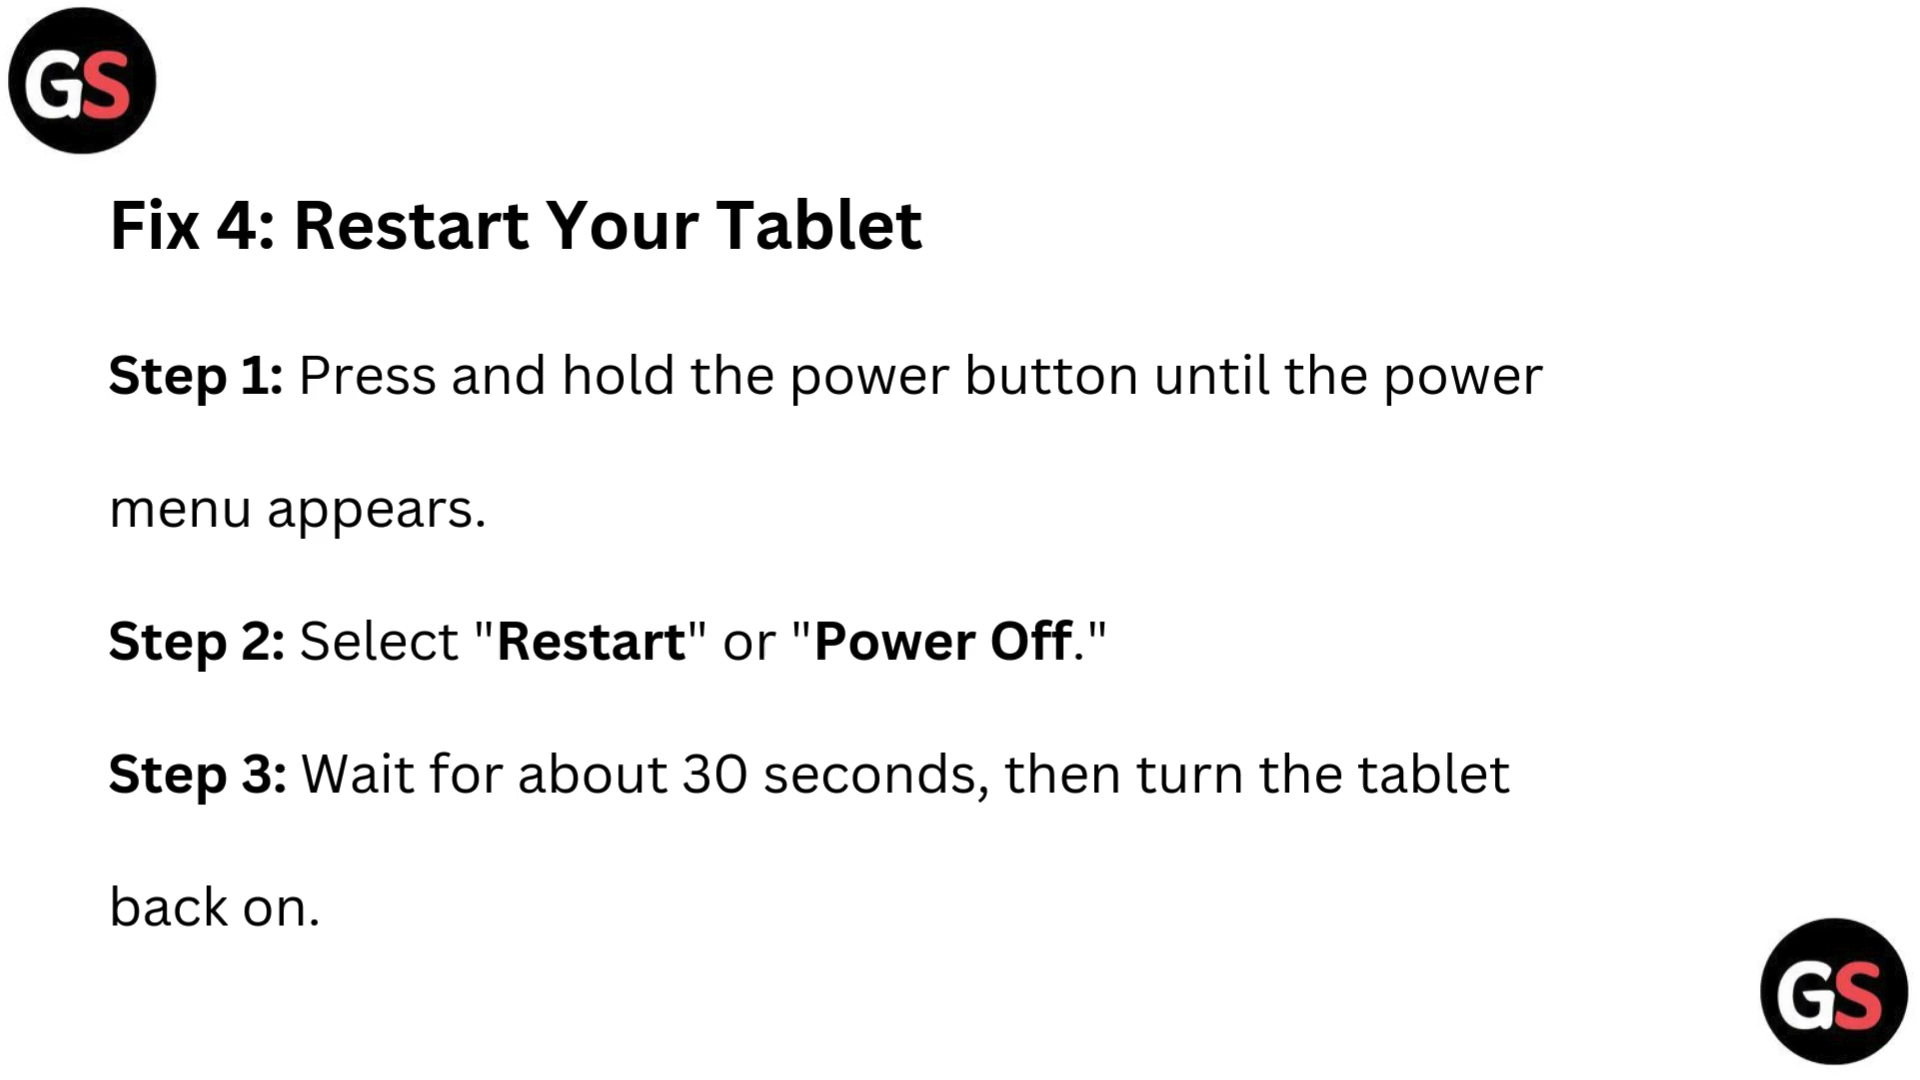 GS
Fix 4: Restart Your Tablet
Step 1: Press and hold the power button until the power
menu appears.
Step 2: Select "Restart" or "Power Off."
Step 3: Wait for about 30 seconds, then turn the tablet
back on.
GS